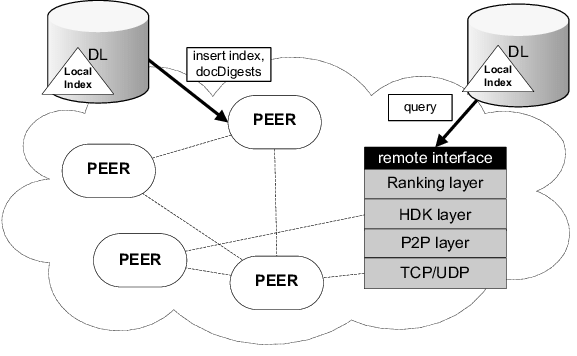 DL
Local
Index
insert index,
docDigests
DL
Local
Index
query
PEER
remote interface
PEER
Ranking layer
HDK layer
P2P layer
PEER
TCP/UDP
PEER